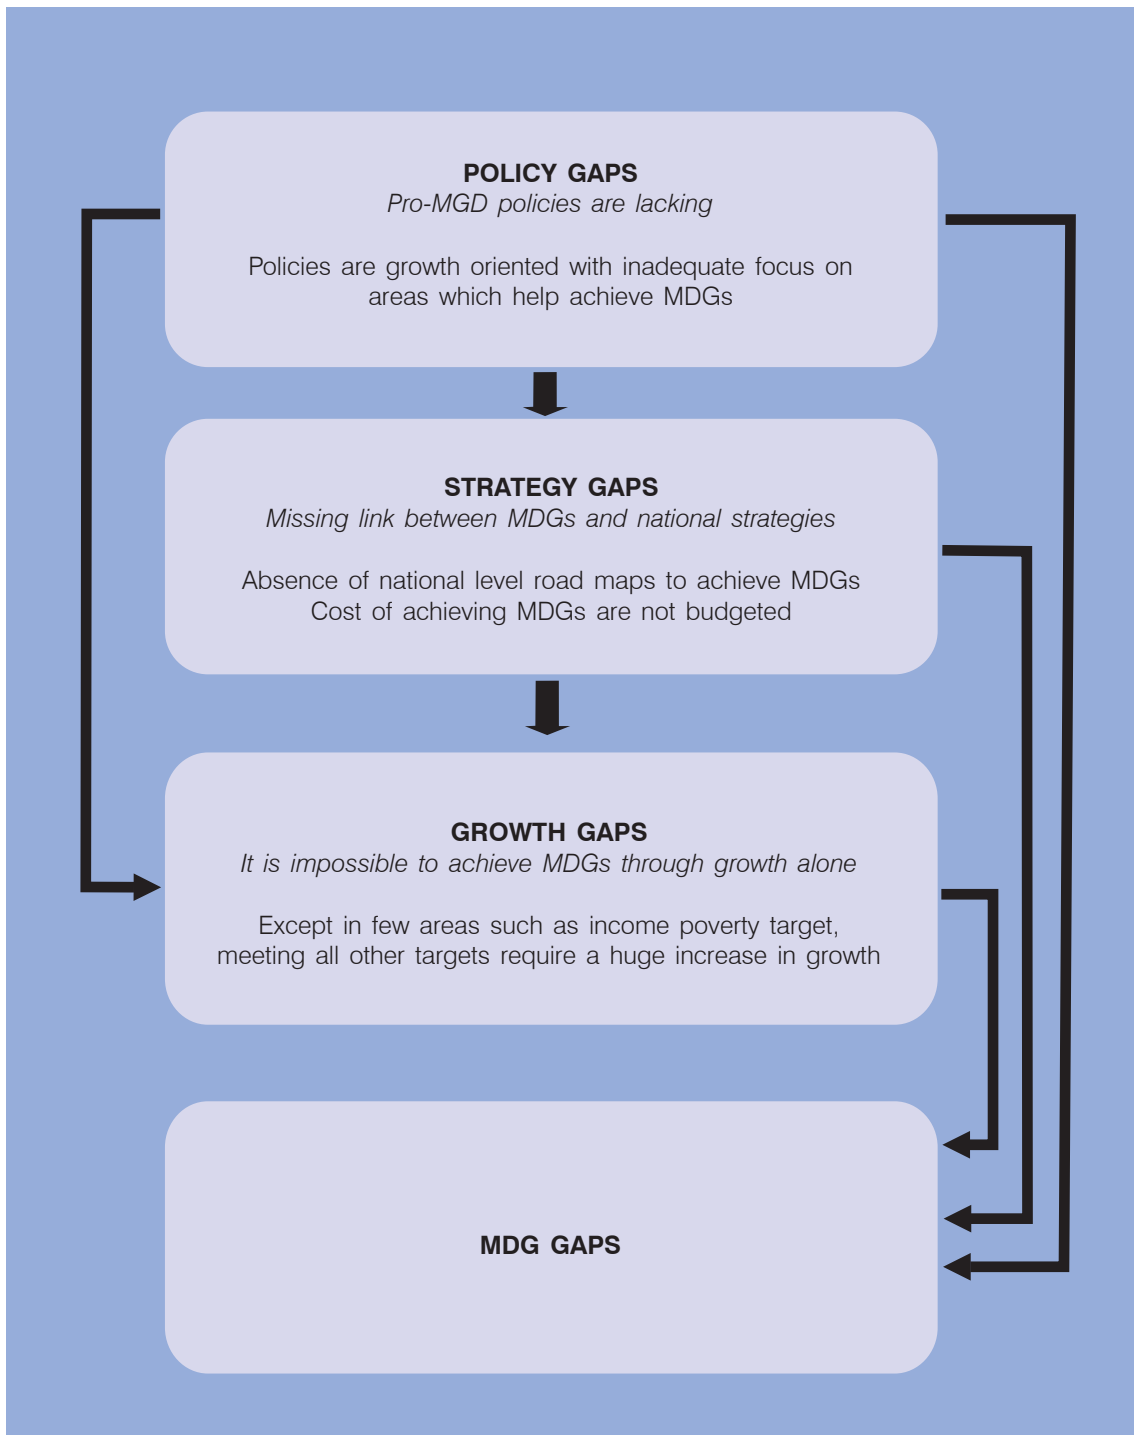 POLICY GAPS
Pro-MGD policies are lacking
Policies are growth oriented with inadequate focus on
areas which help achieve MDGs
STRATEGY GAPS
Missing link between MDGs and national strategies
Absence of national level road maps to achieve MDGs
Cost of achieving MDGs are not budgeted
GROWTH GAPS
It is impossible to achieve MDGs through growth alone
Except in few areas such as income poverty target,
meeting all other targets require a huge increase in growth
MDG GAPS